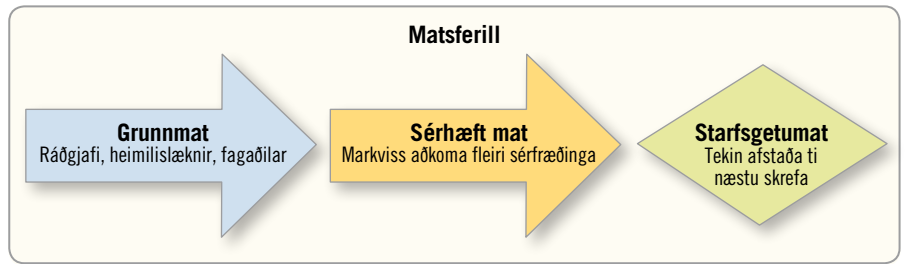 Matsferill
Grunnmat
Ráðgjafi, heimilislæknir, fagaðilar
Sérhæft mat
Markviss aðkoma fleiri sérfræðinga
Starfsgetumat
Tekin afstaða ti
næstu skrefa